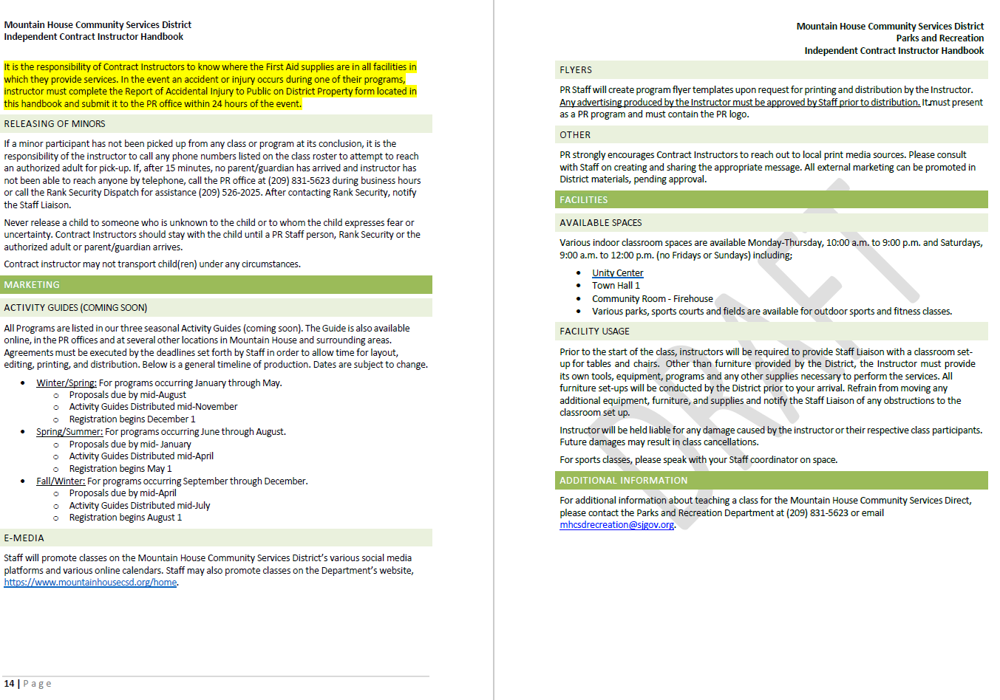 Mountain House Community Services District
Independent Contract Instructor Handbook
It is the responsibility of Contract Instructors to know where the First Aid supplies are in all facilities in
which they provide services. In the event an accident or injury occurs during one of their programs,
instructor must complete the Report of Accidental Injury to Public on District Property form located in
this handbook and submit it to the PR office within 24 hours of the event.
RELEASING OF MINORS
If a minor participant has not been picked up from any class or program at its conclusion, it is the
responsibility of the instructor to call any phone numbers listed on the class roster to attempt to reach
an authorized adult for pick-up. If, after 15 minutes, no parent/guardian has arrived and instructor has
not been able to reach anyone by telephone, call the PR office at (209) 831-5623 during business hours
or call the Rank Security Dispatch for assistance (209) 526-2025. After contacting Rank Security, notify
the Staff Liaison.
Never release a child to someone who is unknown to the child or to whom the child expresses fear or
uncertainty. Contract Instructors should stay with the child until a PR Staff person, Rank Security or the
authorized adult or parent/guardian arrives.
Contract instructor may not transport child(ren) under any circumstances.
MARKETING
ACTIVITY GUIDES (COMING SOON)
All Programs are listed in our three seasonal Activity Guides (coming soon). The Guide is also available
online, in the PR offices and at several other locations in Mountain House and surrounding areas.
Agreements must be executed by the deadlines set forth by Staff in order to allow time for layout,
editing, printing, and distribution. Below is a general timeline of production. Dates are subject to change.
• Winter/Spring: For programs occurring January through May.
o Proposals due by mid-August
o Activity Guides Distributed mid-November
o Registration begins December 1
• Spring/Summer: For programs occurring June through August.
o Proposals due by mid- January
o Activity Guides Distributed mid-April
o Registration begins May 1
• Fall/Winter: For programs occurring September through December.
o Proposals due by mid-April
o Activity Guides Distributed mid-July
o Registration begins August 1
E-MEDIA
Staff will promote classes on the Mountain House Community Services District's various social media
platforms and various online calendars. Staff may also promote classes on the Department's website,
https://www.mountainhousecsd.org/home.
14 | Page
Mountain House Community Services District
Parks and Recreation
Independent Contract Instructor Handbook
FLYERS
PR Staff will create program flyer templates upon request for printing and distribution by the Instructor.
Any advertising produced by the Instructor must be approved by Staff prior to distribution. It must present
as a PR program and must contain the PR logo.
OTHER
PR strongly encourages Contract Instructors to reach out to local print media sources. Please consult
with Staff on creating and sharing the appropriate message. All external marketing can be promoted in
District materials, pending approval.
FACILITIES
AVAILABLE SPACES
Various indoor classroom spaces are available Monday-Thursday, 10:00 a.m. to 9:00 p.m. and Saturdays,
9:00 a.m. to 12:00 p.m. (no Fridays or Sundays) including;
• Unity Center
• Town Hall 1
• Community Room - Firehouse
• Various parks, sports courts and fields are available for outdoor sports and fitness classes.
FACILITY USAGE
Prior to the start of the class, instructors will be required to provide Staff Liaison with a classroom set-
up for tables and chairs. Other than furniture provided by the District, the Instructor must provide
its own tools, equipment, programs and any other supplies necessary to perform the services. All
furniture set-ups will be conducted by the District prior to your arrival. Refrain from moving any
additional equipment, furniture, and supplies and notify the Staff Liaison of any obstructions to the
classroom set up.
Instructor will be held liable for any damage caused by the instructor or their respective class participants.
Future damages may result in class cancellations.
For sports classes, please speak with your Staff coordinator on space.
ADDITIONAL INFORMATION
For additional information about teaching a class for the Mountain House Community Services Direct,
please contact the Parks and Recreation Department at (209) 831-5623 or email
mhcsdrecreation@sjgov.org.
DRAFT